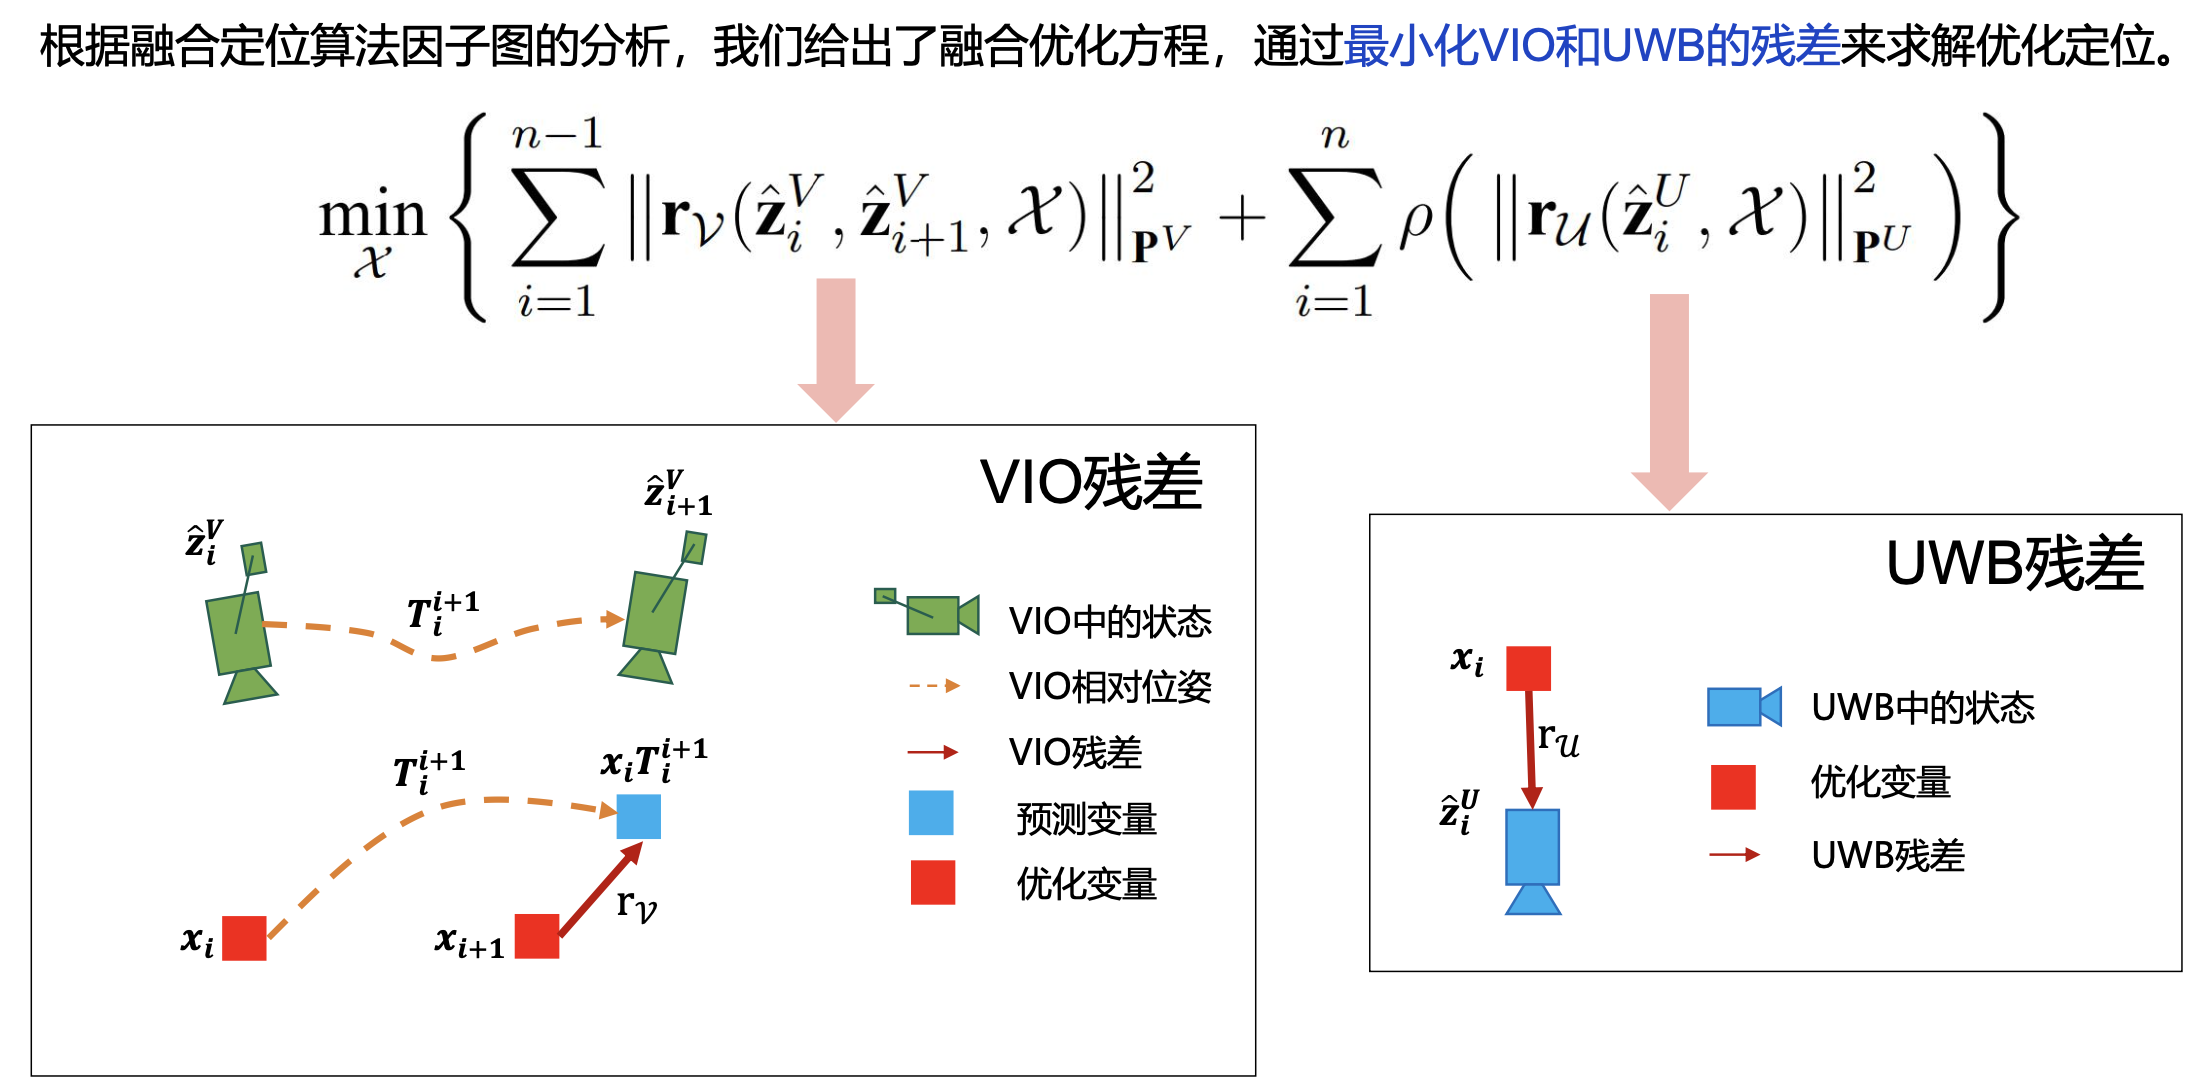 根据融合定位算法因子图的分析，我们给出了融合优化方程，通过最小化VIO和UWB的残差来求解优化定位。
$\min_{\mathcal{X}} \left\{ \sum_{i=1}^{n-1} \left\| \mathbf{r}_{\mathcal{V}}(\hat{\mathbf{z}}_i^V, \hat{\mathbf{z}}_{i+1}^V, \mathcal{X}) \right\|_{\mathbf{P}^V}^2 + \sum_{i=1}^{n} \rho\left( \left\| \mathbf{r}_{\mathcal{U}}(\hat{\mathbf{z}}_i^U, \mathcal{X}) \right\|_{\mathbf{P}^U}^2 \right) \right\}$
VIO残差
$\hat{z}_i^V$
$\hat{z}_{i+1}^V$
$T_i^{i+1}$
$T_i^{i+1}$
$x_i T_i^{i+1}$
$x_i$
$x_{i+1}$
$\mathrm{r}_{\mathcal{V}}$
VIO中的状态
VIO相对位姿
VIO残差
预测变量
优化变量
UWB残差
$x_i$
$\mathrm{r}_{\mathcal{U}}$
$\hat{z}_i^U$
UWB中的状态
优化变量
UWB残差